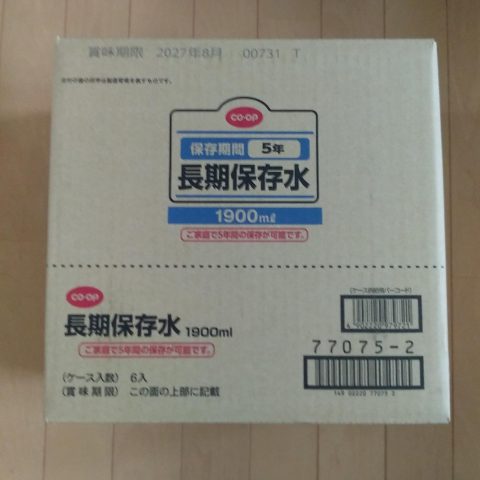 賞味期限 2027年8月 00731 T
CO・OP
保存期間 5年
長期保存水
1900mℓ
ご家庭で5年間の保存が可能です。
CO・OP
長期保存水 1900ml
ご家庭で5年間の保存が可能です。
(ケース入数) 6入
(賞味期限) この面の上部に記載
77075-2
149 02220 77075 2